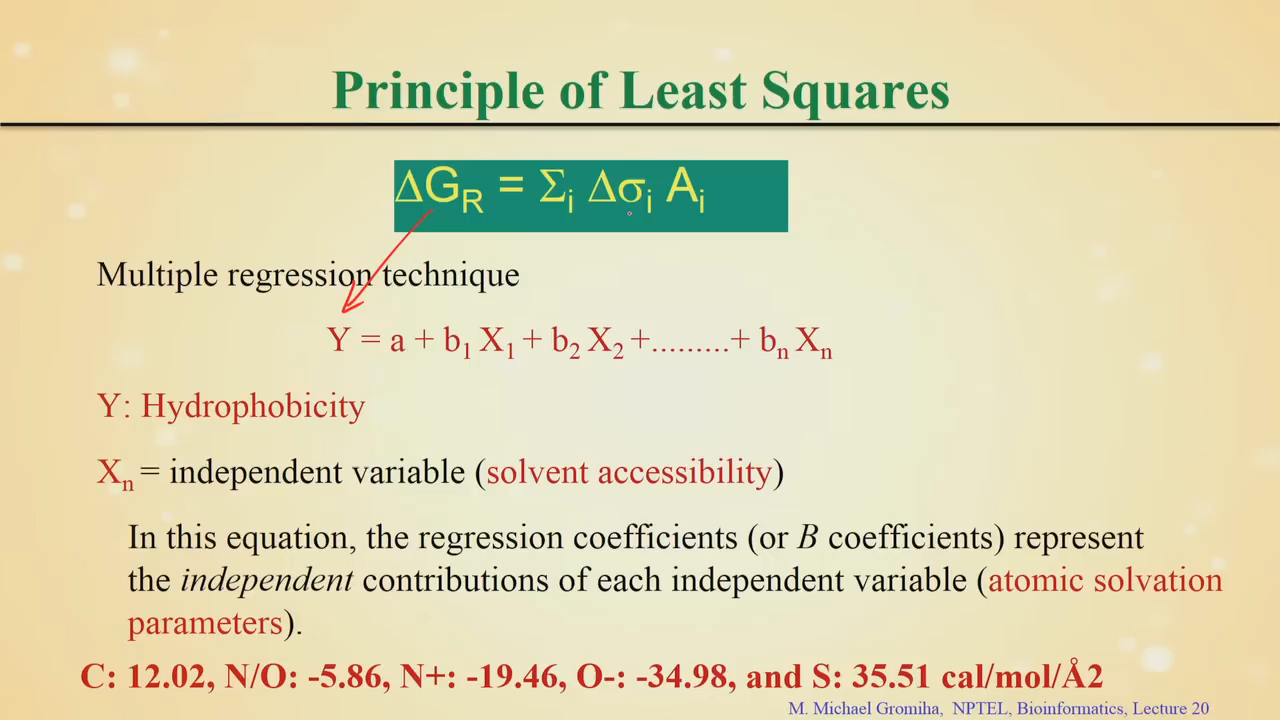 Principle of Least Squares
ΔG_R = Σ_i Δσ_i A_i
Multiple regression technique
Y = a + b_1 X_1 + b_2 X_2 +.........+ b_n X_n
Y: Hydrophobicity
X_n = independent variable (solvent accessibility)
In this equation, the regression coefficients (or B coefficients) represent
the independent contributions of each independent variable (atomic solvation
parameters).
C: 12.02, N/O: -5.86, N+: -19.46, O-: -34.98, and S: 35.51 cal/mol/Å2
M. Michael Gromiha, NPTEL, Bioinformatics, Lecture 20